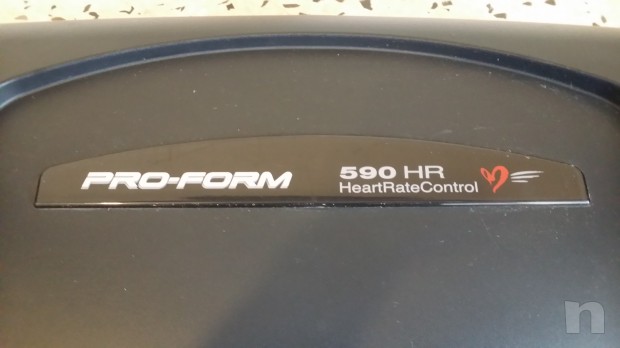 PRO-FORM
590 HR
HeartRateControl
n